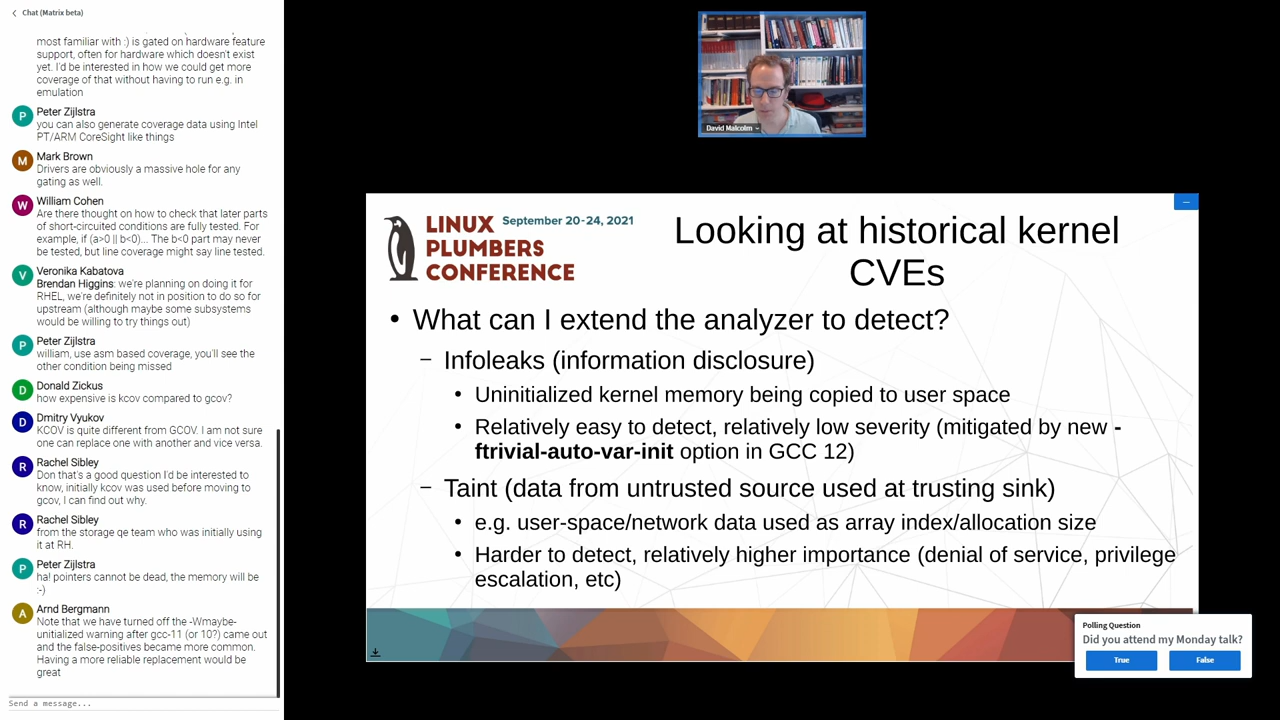 Chat (Matrix beta)
most familiar with :) is gated on hardware feature
support, often for hardware which doesn't exist
yet. I'd be interested in how we could get more
coverage of that without having to run e.g. in
emulation
P
Peter Zijlstra
you can also generate coverage data using Intel
PT/ARM CoreSight like things
M
Mark Brown
Drivers are obviously a massive hole for any
gating as well.
W
William Cohen
Are there thought on how to check that later parts
of short-circuited conditions are fully tested. For
example, if (a>0 || b<0)... The b<0 part may never
be tested, but line coverage might say line tested.
V
Veronika Kabatova
Brendan Higgins: we're planning on doing it for
RHEL, we're definitely not in position to do so for
upstream (although maybe some subsystems
would be willing to try things out)
P
Peter Zijlstra
william, use asm based coverage, you'll see the
other condition being missed
D
Donald Zickus
how expensive is kcov compared to gcov?
D
Dmitry Vyukov
KCOV is quite different from GCOV. I am not sure
one can replace one with another and vice versa.
R
Rachel Sibley
Don that's a good question I'd be interested to
know, initially kcov was used before moving to
gcov, I can find out why.
R
Rachel Sibley
from the storage qe team who was initially using
it at RH.
P
Peter Zijlstra
ha! pointers cannot be dead, the memory will be
:-)
A
Arnd Bergmann
Note that we have turned off the -Wmaybe-
unitialized warning after gcc-11 (or 10?) came out
and the false-positives became more common.
Having a more reliable replacement would be
great
Send a message...
David Malcolm
LINUX
PLUMBERS
CONFERENCE
September 20-24, 2021
Looking at historical kernel
CVEs
• What can I extend the analyzer to detect?
– Infoleaks (information disclosure)
• Uninitialized kernel memory being copied to user space
• Relatively easy to detect, relatively low severity (mitigated by new -
ftrivial-auto-var-init option in GCC 12)
– Taint (data from untrusted source used at trusting sink)
• e.g. user-space/network data used as array index/allocation size
• Harder to detect, relatively higher importance (denial of service, privilege
escalation, etc)
Polling Question
Did you attend my Monday talk?
True
False